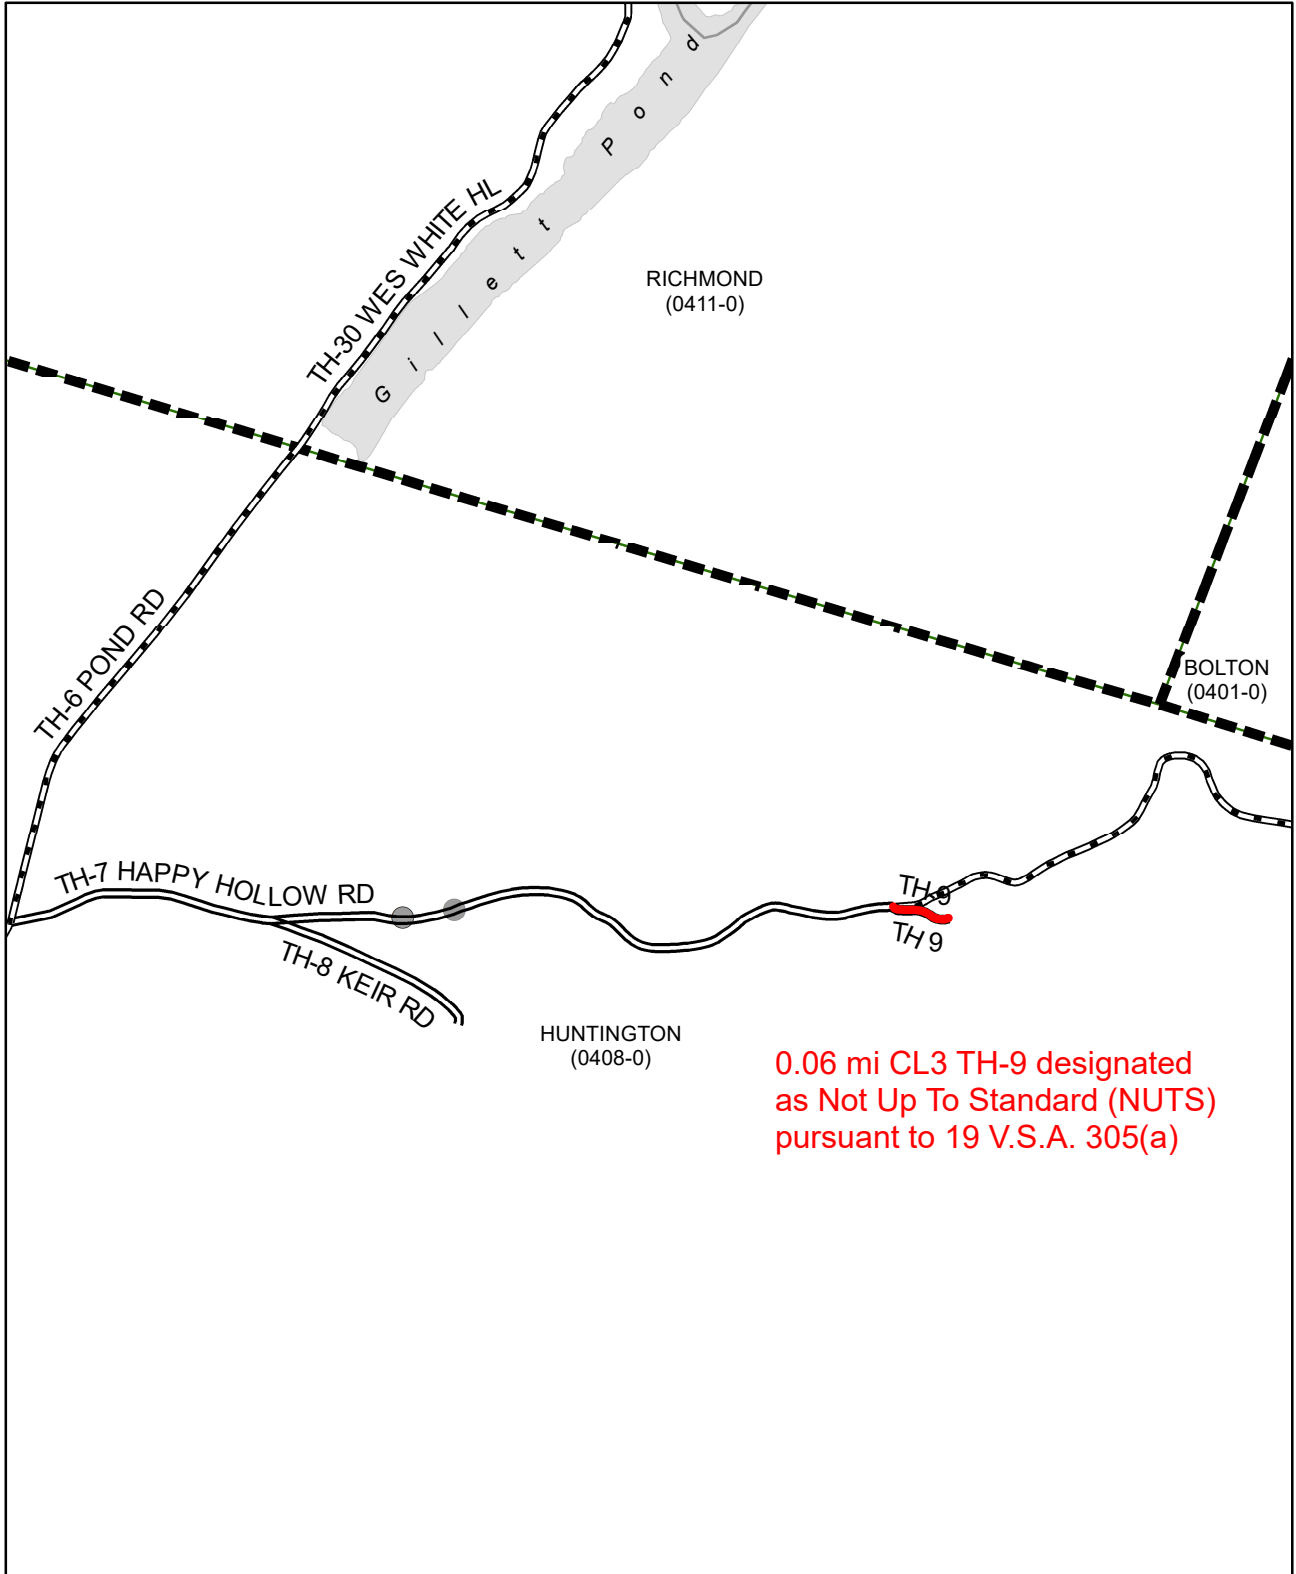 Gillett Pond
TH-30 WES WHITE HL
RICHMOND
(0411-0)
TH-6 POND RD
BOLTON
(0401-0)
TH-7 HAPPY HOLLOW RD
TH-9
TH 9
TH-8 KEIR RD
HUNTINGTON
(0408-0)
0.06 mi CL3 TH-9 designated
as Not Up To Standard (NUTS)
pursuant to 19 V.S.A. 305(a)